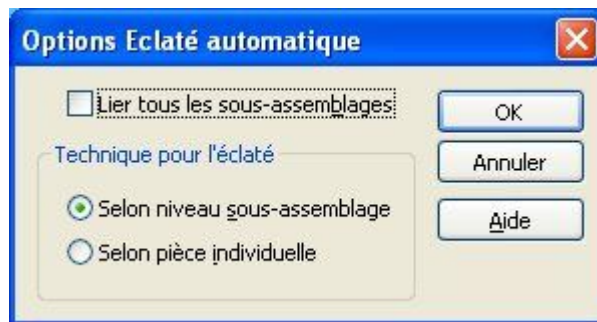 Options Eclaté automatique
Lier tous les sous-assemblages
OK
Technique pour l'éclaté
Annuler
Selon niveau sous-assemblage
Aide
Selon pièce individuelle